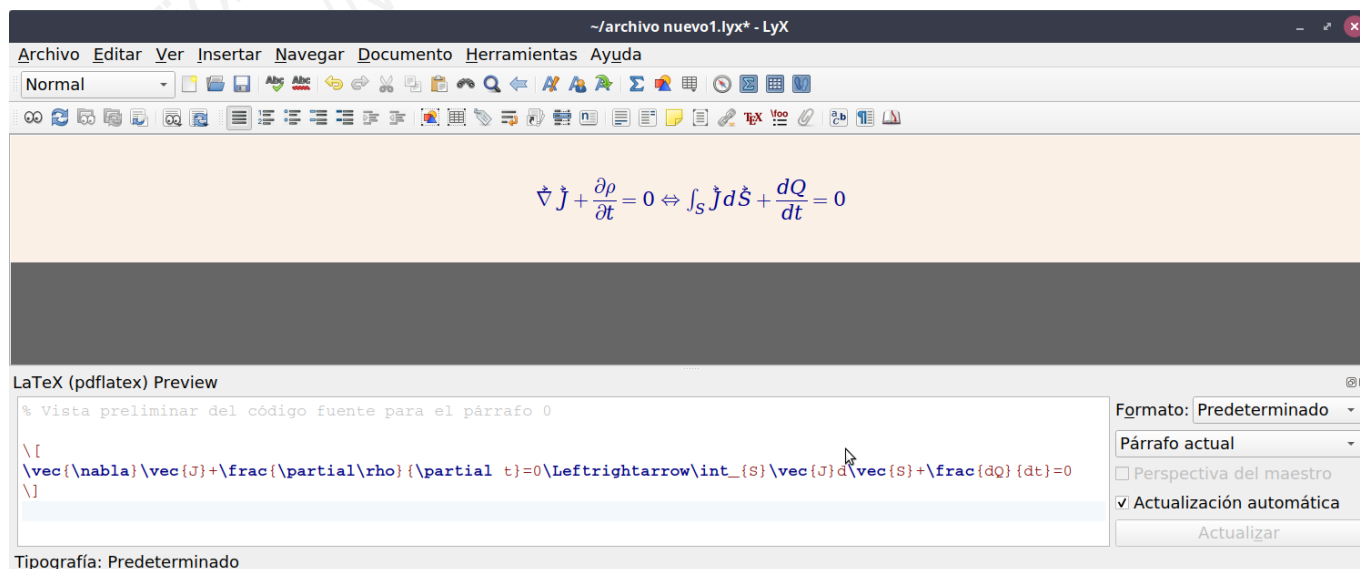 ~/archivo nuevo1.lyx* - LyX
Archivo Editar Ver Insertar Navegar Documento Herramientas Ayuda
Normal
∇⃗ J⃗ + ∂ρ/∂t = 0 ⇔ ∫_S J⃗ dS⃗ + dQ/dt = 0
LaTeX (pdflatex) Preview
% Vista preliminar del código fuente para el párrafo 0
\[
\vec{\nabla}\vec{J}+\frac{\partial\rho}{\partial t}=0\Leftrightarrow\int_{S}\vec{J}d\vec{S}+\frac{dQ}{dt}=0
\]
Formato: Predeterminado
Párrafo actual
Perspectiva del maestro
Actualización automática
Actualizar
Tipografía: Predeterminado